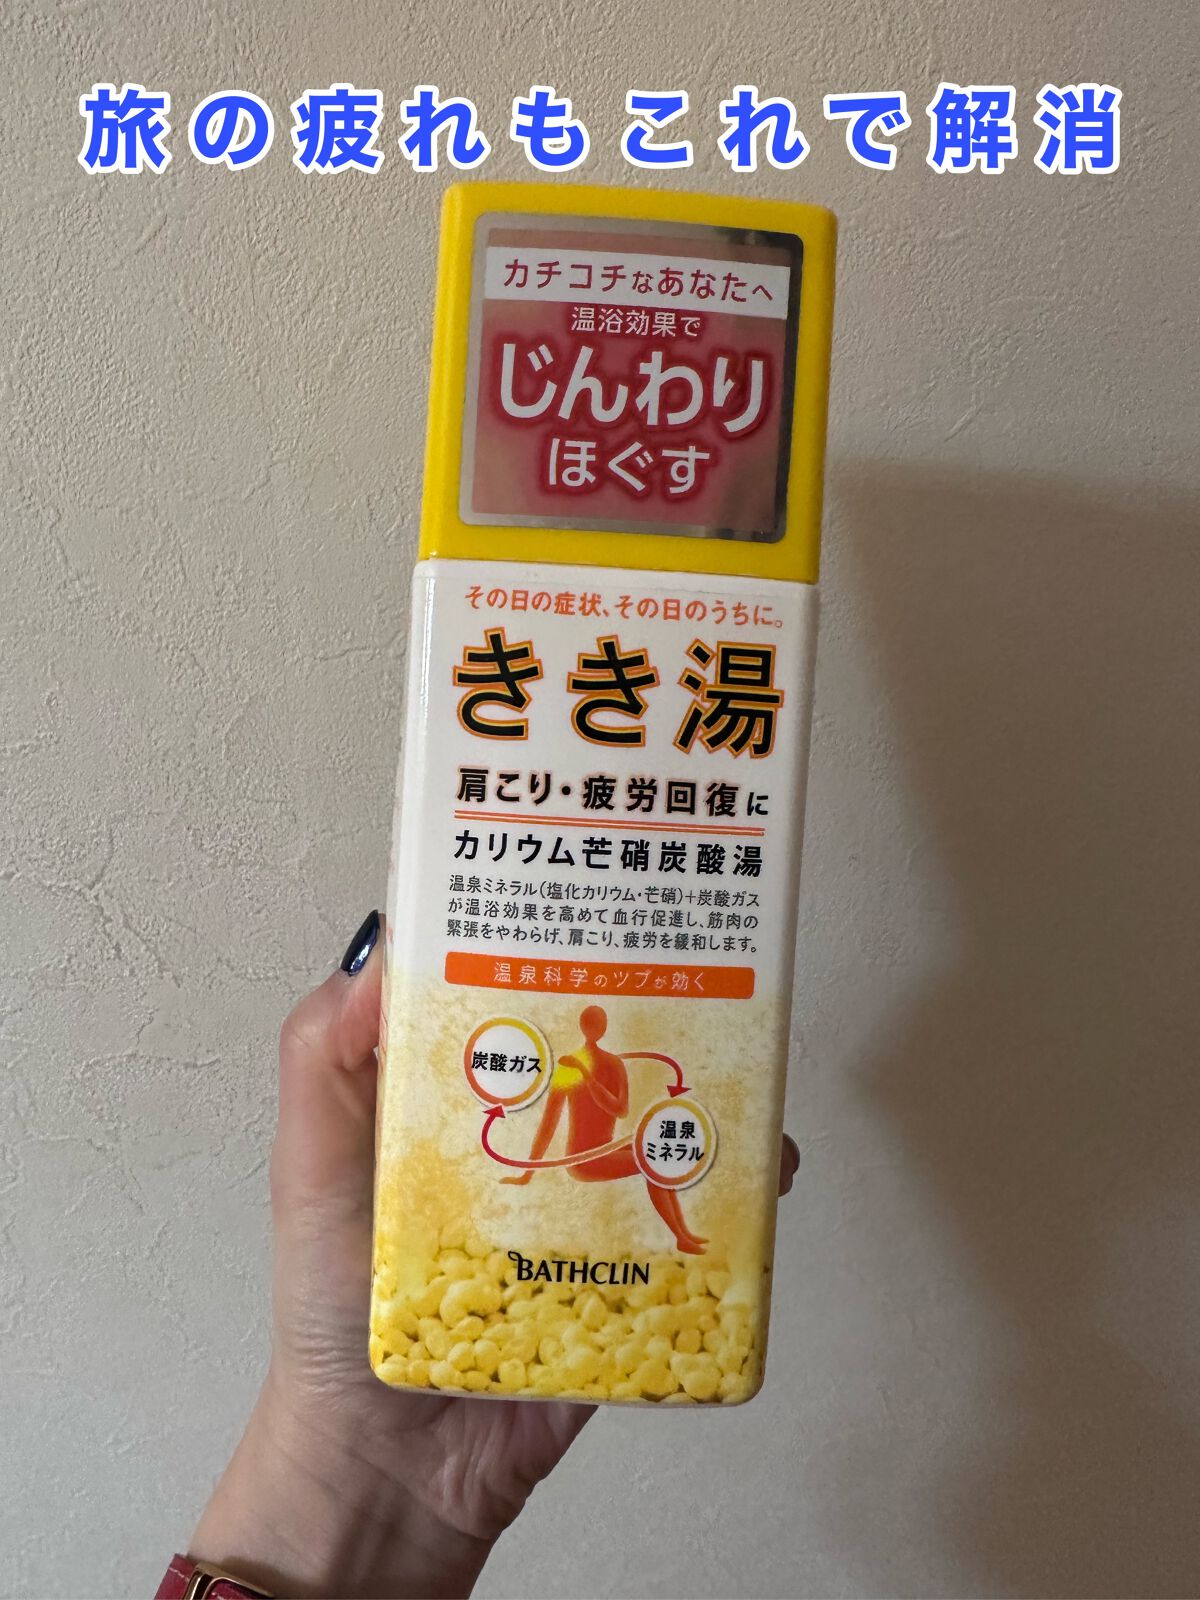 旅の疲れもこれで解消
カチコチなあなたへ
温浴効果で
じんわり
ほぐす
その日の症状、その日のうちに。
きき湯
肩こり・疲労回復に
カリウム芒硝炭酸湯
温泉ミネラル(塩化カリウム・芒硝)+炭酸ガス
が温浴効果を高めて血行促進し、筋肉の
緊張をやわらげ、肩こり、疲労を緩和します。
温泉科学のツブが効く
炭酸ガス
温泉
ミネラル
BATHCLIN